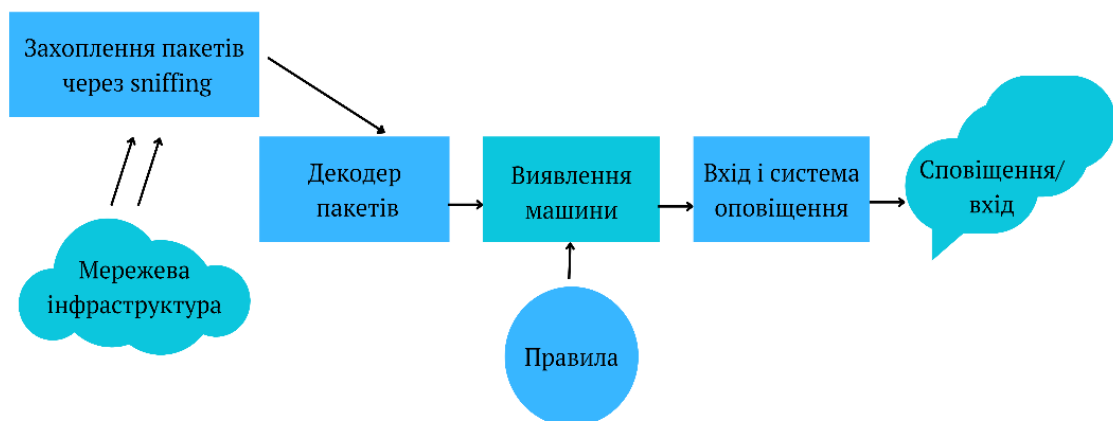 Захоплення пакетів
через sniffing
Декодер
пакетів
Виявлення
машини
Вхід і система
оповіщення
Сповіщення/
вхід
Мережева
інфраструктура
Правила